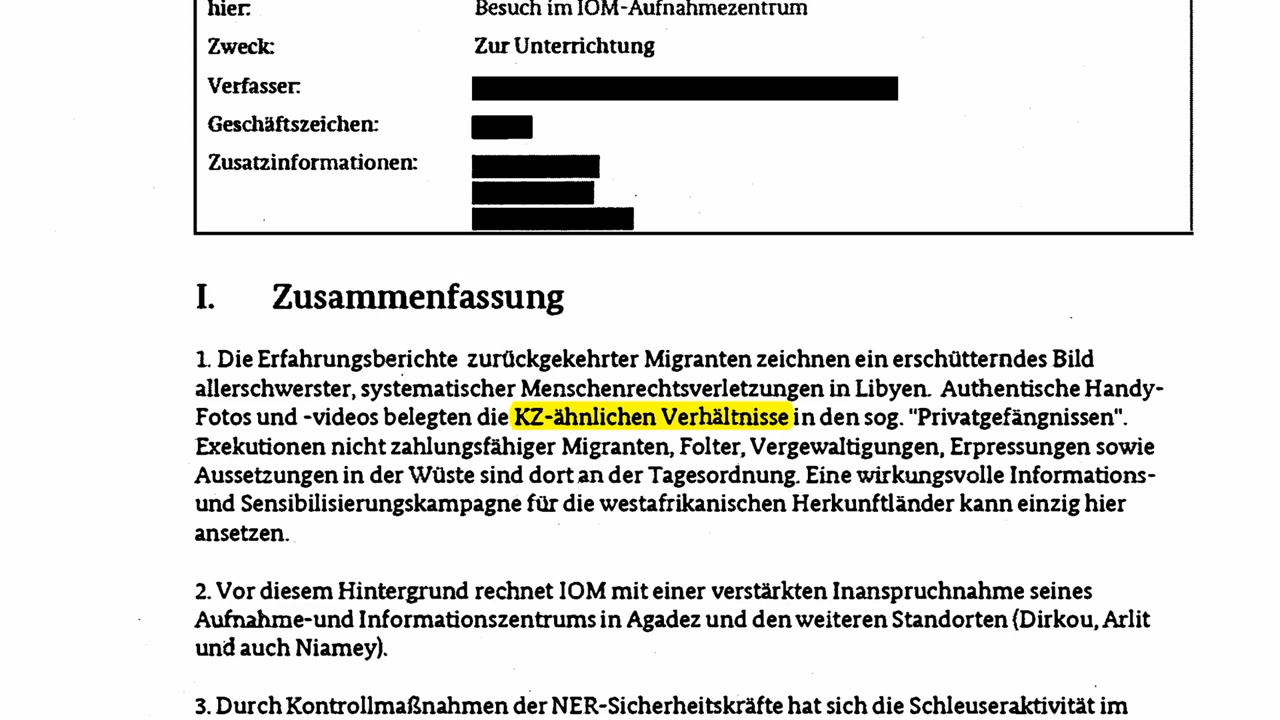 hier: Besuch im IOM-Aufnahmezentrum
Zweck: Zur Unterrichtung
Verfasser:
Geschäftszeichen:
Zusatzinformationen:
I. Zusammenfassung
1. Die Erfahrungsberichte zurückgekehrter Migranten zeichnen ein erschütterndes Bild
allerschwerster, systematischer Menschenrechtsverletzungen in Libyen. Authentische Handy-
Fotos und -videos belegten die KZ-ähnlichen Verhältnisse in den sog. "Privatgefängnissen".
Exekutionen nicht zahlungsfähiger Migranten, Folter, Vergewaltigungen, Erpressungen sowie
Aussetzungen in der Wüste sind dort an der Tagesordnung. Eine wirkungsvolle Informations-
und Sensibilisierungskampagne für die westafrikanischen Herkunftländer kann einzig hier
ansetzen.
2. Vor diesem Hintergrund rechnet IOM mit einer verstärkten Inanspruchnahme seines
Aufnahme-und Informationszentrums in Agadez und den weiteren Standorten (Dirkou, Arlit
und auch Niamey).
3. Durch Kontrollmaßnahmen der NER-Sicherheitskräfte hat sich die Schleuseraktivität im